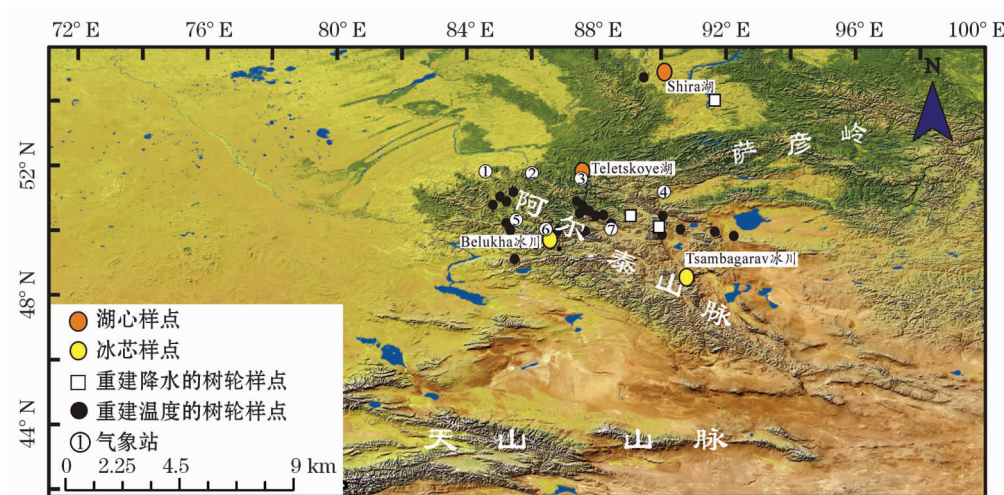 72° E 76° E 80° E 84° E 88° E 92° E 96° E 100° E
N
Shira湖
萨彦岭
52° N
Teletskoye湖
① ② ③ ④
阿尔泰山脉
⑤ ⑥ ⑦
Belukha冰川
Tsambagarav冰川
48° N
湖心样点
冰芯样点
重建降水的树轮样点
重建温度的树轮样点
① 气象站
44° N
天山山脉
0 2.25 4.5 9 km